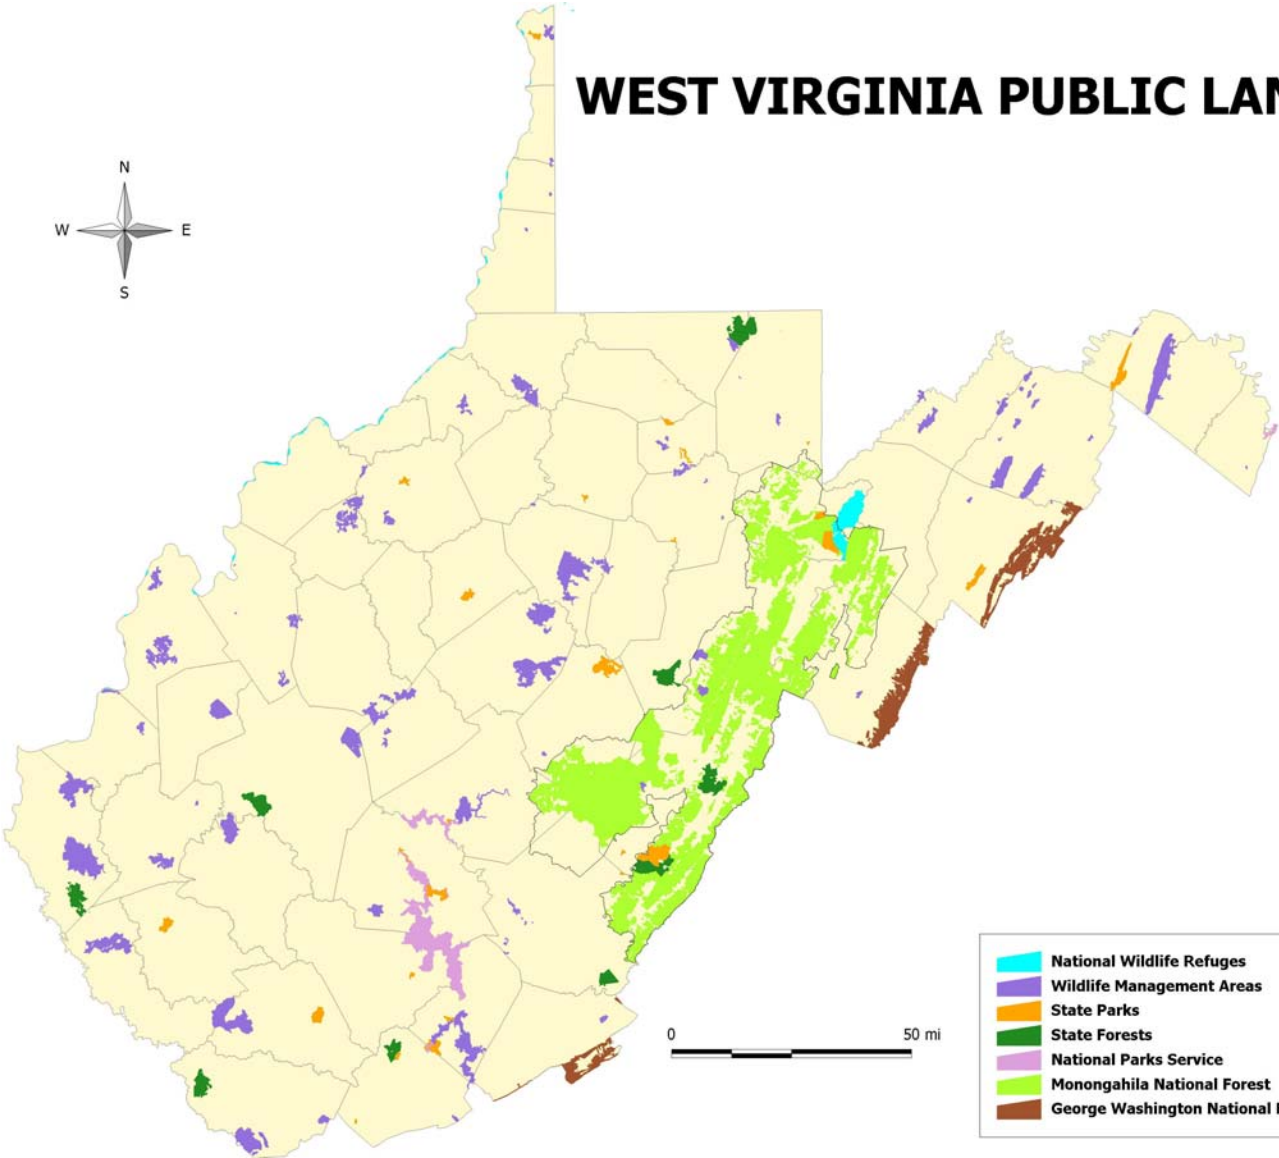 WEST VIRGINIA PUBLIC LAN
N
W E
S
National Wildlife Refuges
Wildlife Management Areas
State Parks
State Forests
National Parks Service
Monongahila National Forest
George Washington National
0 50 mi